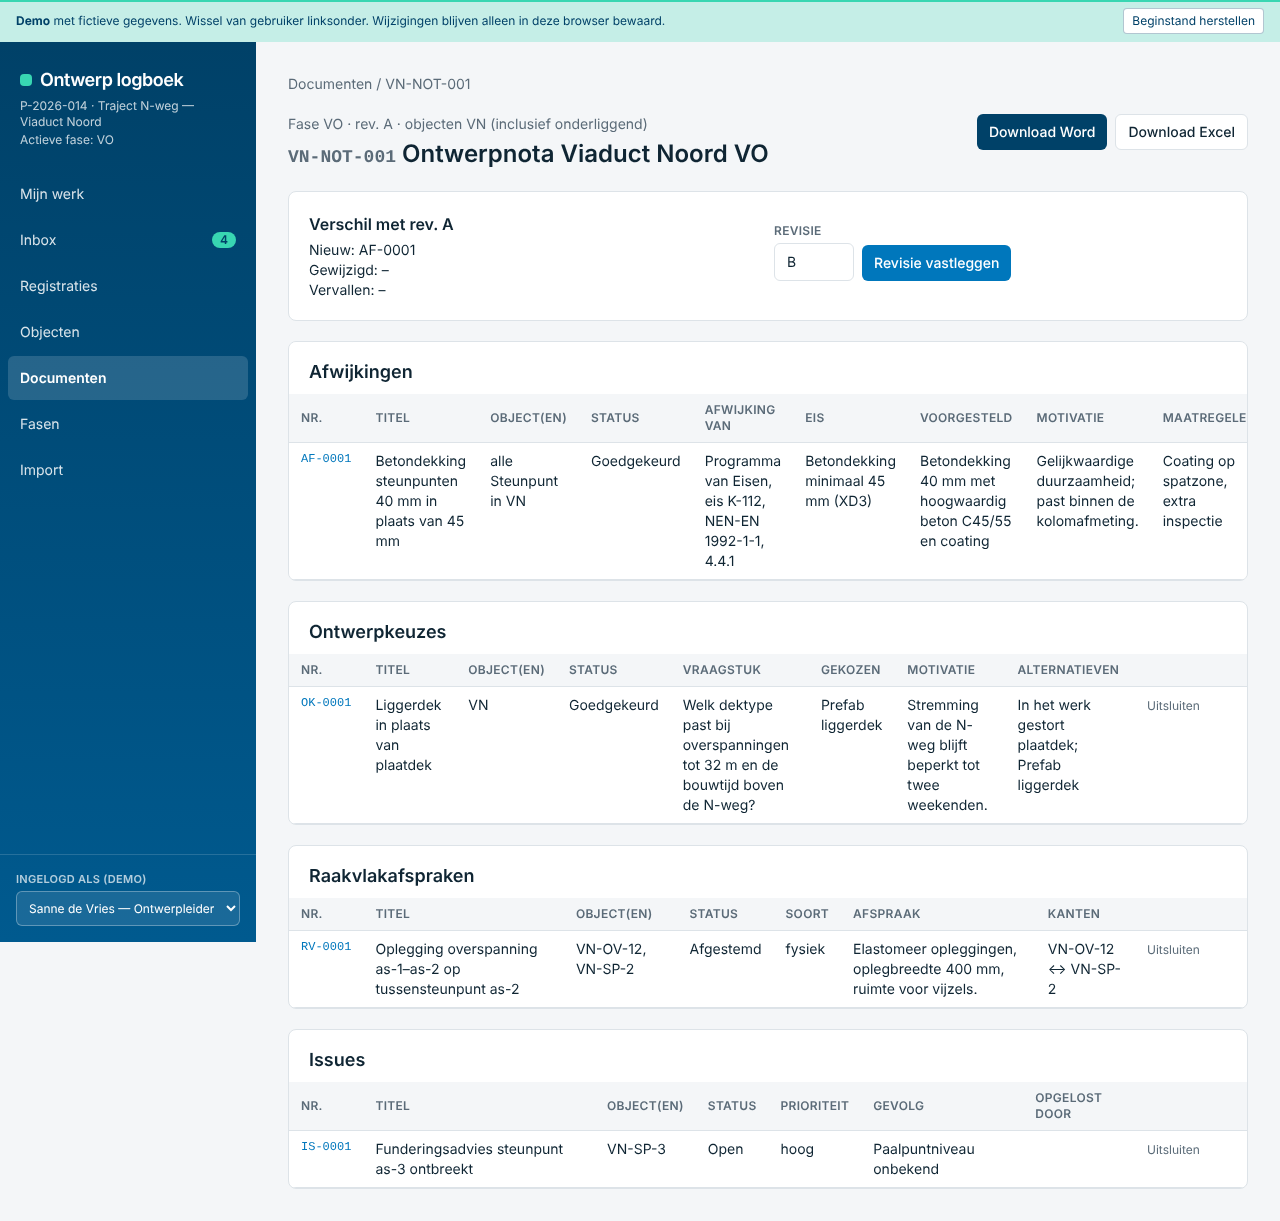 Demo met fictieve gegevens. Wissel van gebruiker linksonder. Wijzigingen blijven alleen in deze browser bewaard.
Beginstand herstellen
Ontwerp logboek
P-2026-014 · Traject N-weg —
Viaduct Noord
Actieve fase: VO
Mijn werk
Inbox 4
Registraties
Objecten
Documenten
Fasen
Import
INGELOGD ALS (DEMO)
Sanne de Vries — Ontwerpleider
Documenten / VN-NOT-001
Fase VO · rev. A · objecten VN (inclusief onderliggend)
VN-NOT-001 Ontwerpnota Viaduct Noord VO
Download Word
Download Excel
Verschil met rev. A
Nieuw: AF-0001
Gewijzigd: –
Vervallen: –
REVISIE
B
Revisie vastleggen
Afwijkingen
NR. TITEL OBJECT(EN) STATUS AFWIJKING VAN EIS VOORGESTELD MOTIVATIE MAATREGELE
AF-0001
Betondekking
steunpunten
40 mm in
plaats van 45
mm
alle
Steunpunt
in VN
Goedgekeurd
Programma
van Eisen,
eis K-112,
NEN-EN
1992-1-1,
4.4.1
Betondekking
minimaal 45
mm (XD3)
Betondekking
40 mm met
hoogwaardig
beton C45/55
en coating
Gelijkwaardige
duurzaamheid;
past binnen de
kolomafmeting.
Coating op
spatzone,
extra
inspectie
Ontwerpkeuzes
NR. TITEL OBJECT(EN) STATUS VRAAGSTUK GEKOZEN MOTIVATIE ALTERNATIEVEN
OK-0001
Liggerdek
in plaats
van
plaatdek
VN
Goedgekeurd
Welk dektype
past bij
overspanningen
tot 32 m en de
bouwtijd boven
de N-weg?
Prefab
liggerdek
Stremming
van de N-
weg blijft
beperkt tot
twee
weekenden.
In het werk
gestort
plaatdek;
Prefab
liggerdek
Uitsluiten
Raakvlakafspraken
NR. TITEL OBJECT(EN) STATUS SOORT AFSPRAAK KANTEN
RV-0001
Oplegging overspanning
as-1–as-2 op
tussensteunpunt as-2
VN-OV-12,
VN-SP-2
Afgestemd
fysiek
Elastomeer opleggingen,
oplegbreedte 400 mm,
ruimte voor vijzels.
VN-OV-12
↔ VN-SP-
2
Uitsluiten
Issues
NR. TITEL OBJECT(EN) STATUS PRIORITEIT GEVOLG OPGELOST DOOR
IS-0001
Funderingsadvies steunpunt
as-3 ontbreekt
VN-SP-3
Open
hoog
Paalpuntniveau
onbekend
Uitsluiten